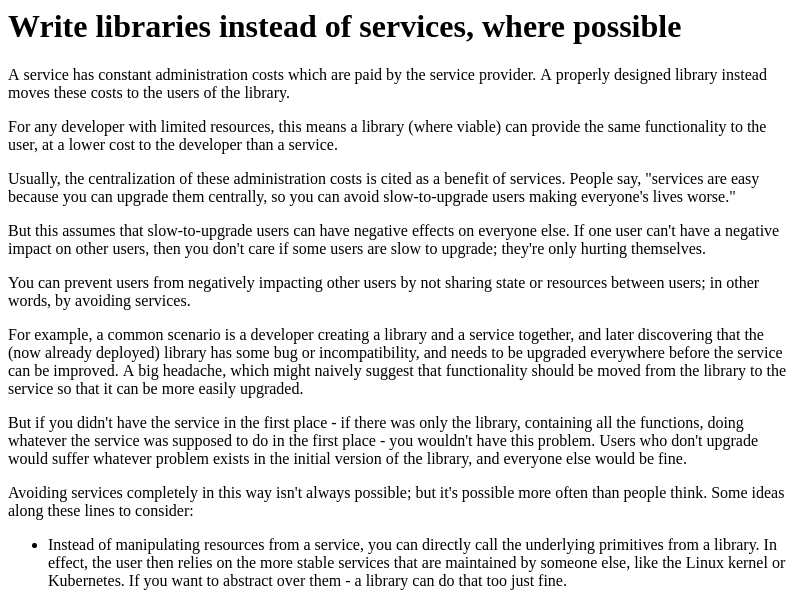 Write libraries instead of services, where possible
A service has constant administration costs which are paid by the service provider. A properly designed library instead
moves these costs to the users of the library.
For any developer with limited resources, this means a library (where viable) can provide the same functionality to the
user, at a lower cost to the developer than a service.
Usually, the centralization of these administration costs is cited as a benefit of services. People say, "services are easy
because you can upgrade them centrally, so you can avoid slow-to-upgrade users making everyone's lives worse."
But this assumes that slow-to-upgrade users can have negative effects on everyone else. If one user can't have a negative
impact on other users, then you don't care if some users are slow to upgrade; they're only hurting themselves.
You can prevent users from negatively impacting other users by not sharing state or resources between users; in other
words, by avoiding services.
For example, a common scenario is a developer creating a library and a service together, and later discovering that the
(now already deployed) library has some bug or incompatibility, and needs to be upgraded everywhere before the service
can be improved. A big headache, which might naively suggest that functionality should be moved from the library to the
service so that it can be more easily upgraded.
But if you didn't have the service in the first place - if there was only the library, containing all the functions, doing
whatever the service was supposed to do in the first place - you wouldn't have this problem. Users who don't upgrade
would suffer whatever problem exists in the initial version of the library, and everyone else would be fine.
Avoiding services completely in this way isn't always possible; but it's possible more often than people think. Some ideas
along these lines to consider:
• Instead of manipulating resources from a service, you can directly call the underlying primitives from a library. In
effect, the user then relies on the more stable services that are maintained by someone else, like the Linux kernel or
Kubernetes. If you want to abstract over them - a library can do that too just fine.